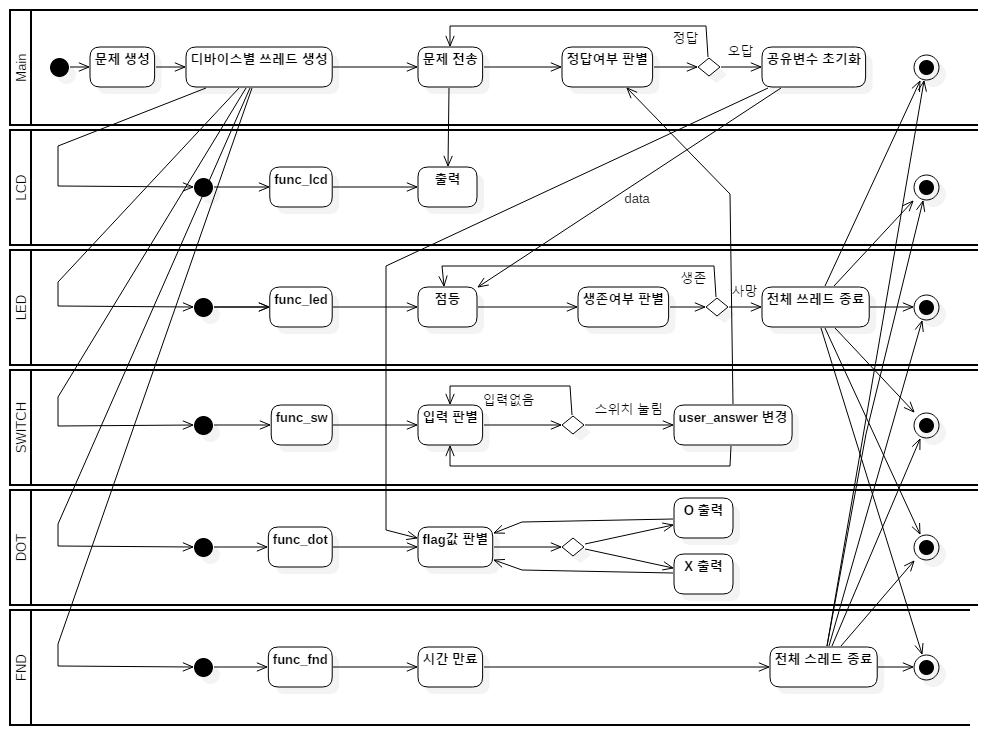 Main
문제 생성
디바이스별 쓰레드 생성
문제 전송
정답여부 판별
정답
오답
공유변수 초기화
LCD
func_lcd
출력
data
LED
func_led
점등
생존여부 판별
생존
사망
전체 쓰레드 종료
SWITCH
func_sw
입력 판별
입력없음
스위치 눌림
user_answer 변경
DOT
func_dot
flag값 판별
O 출력
X 출력
FND
func_fnd
시간 만료
전체 스레드 종료